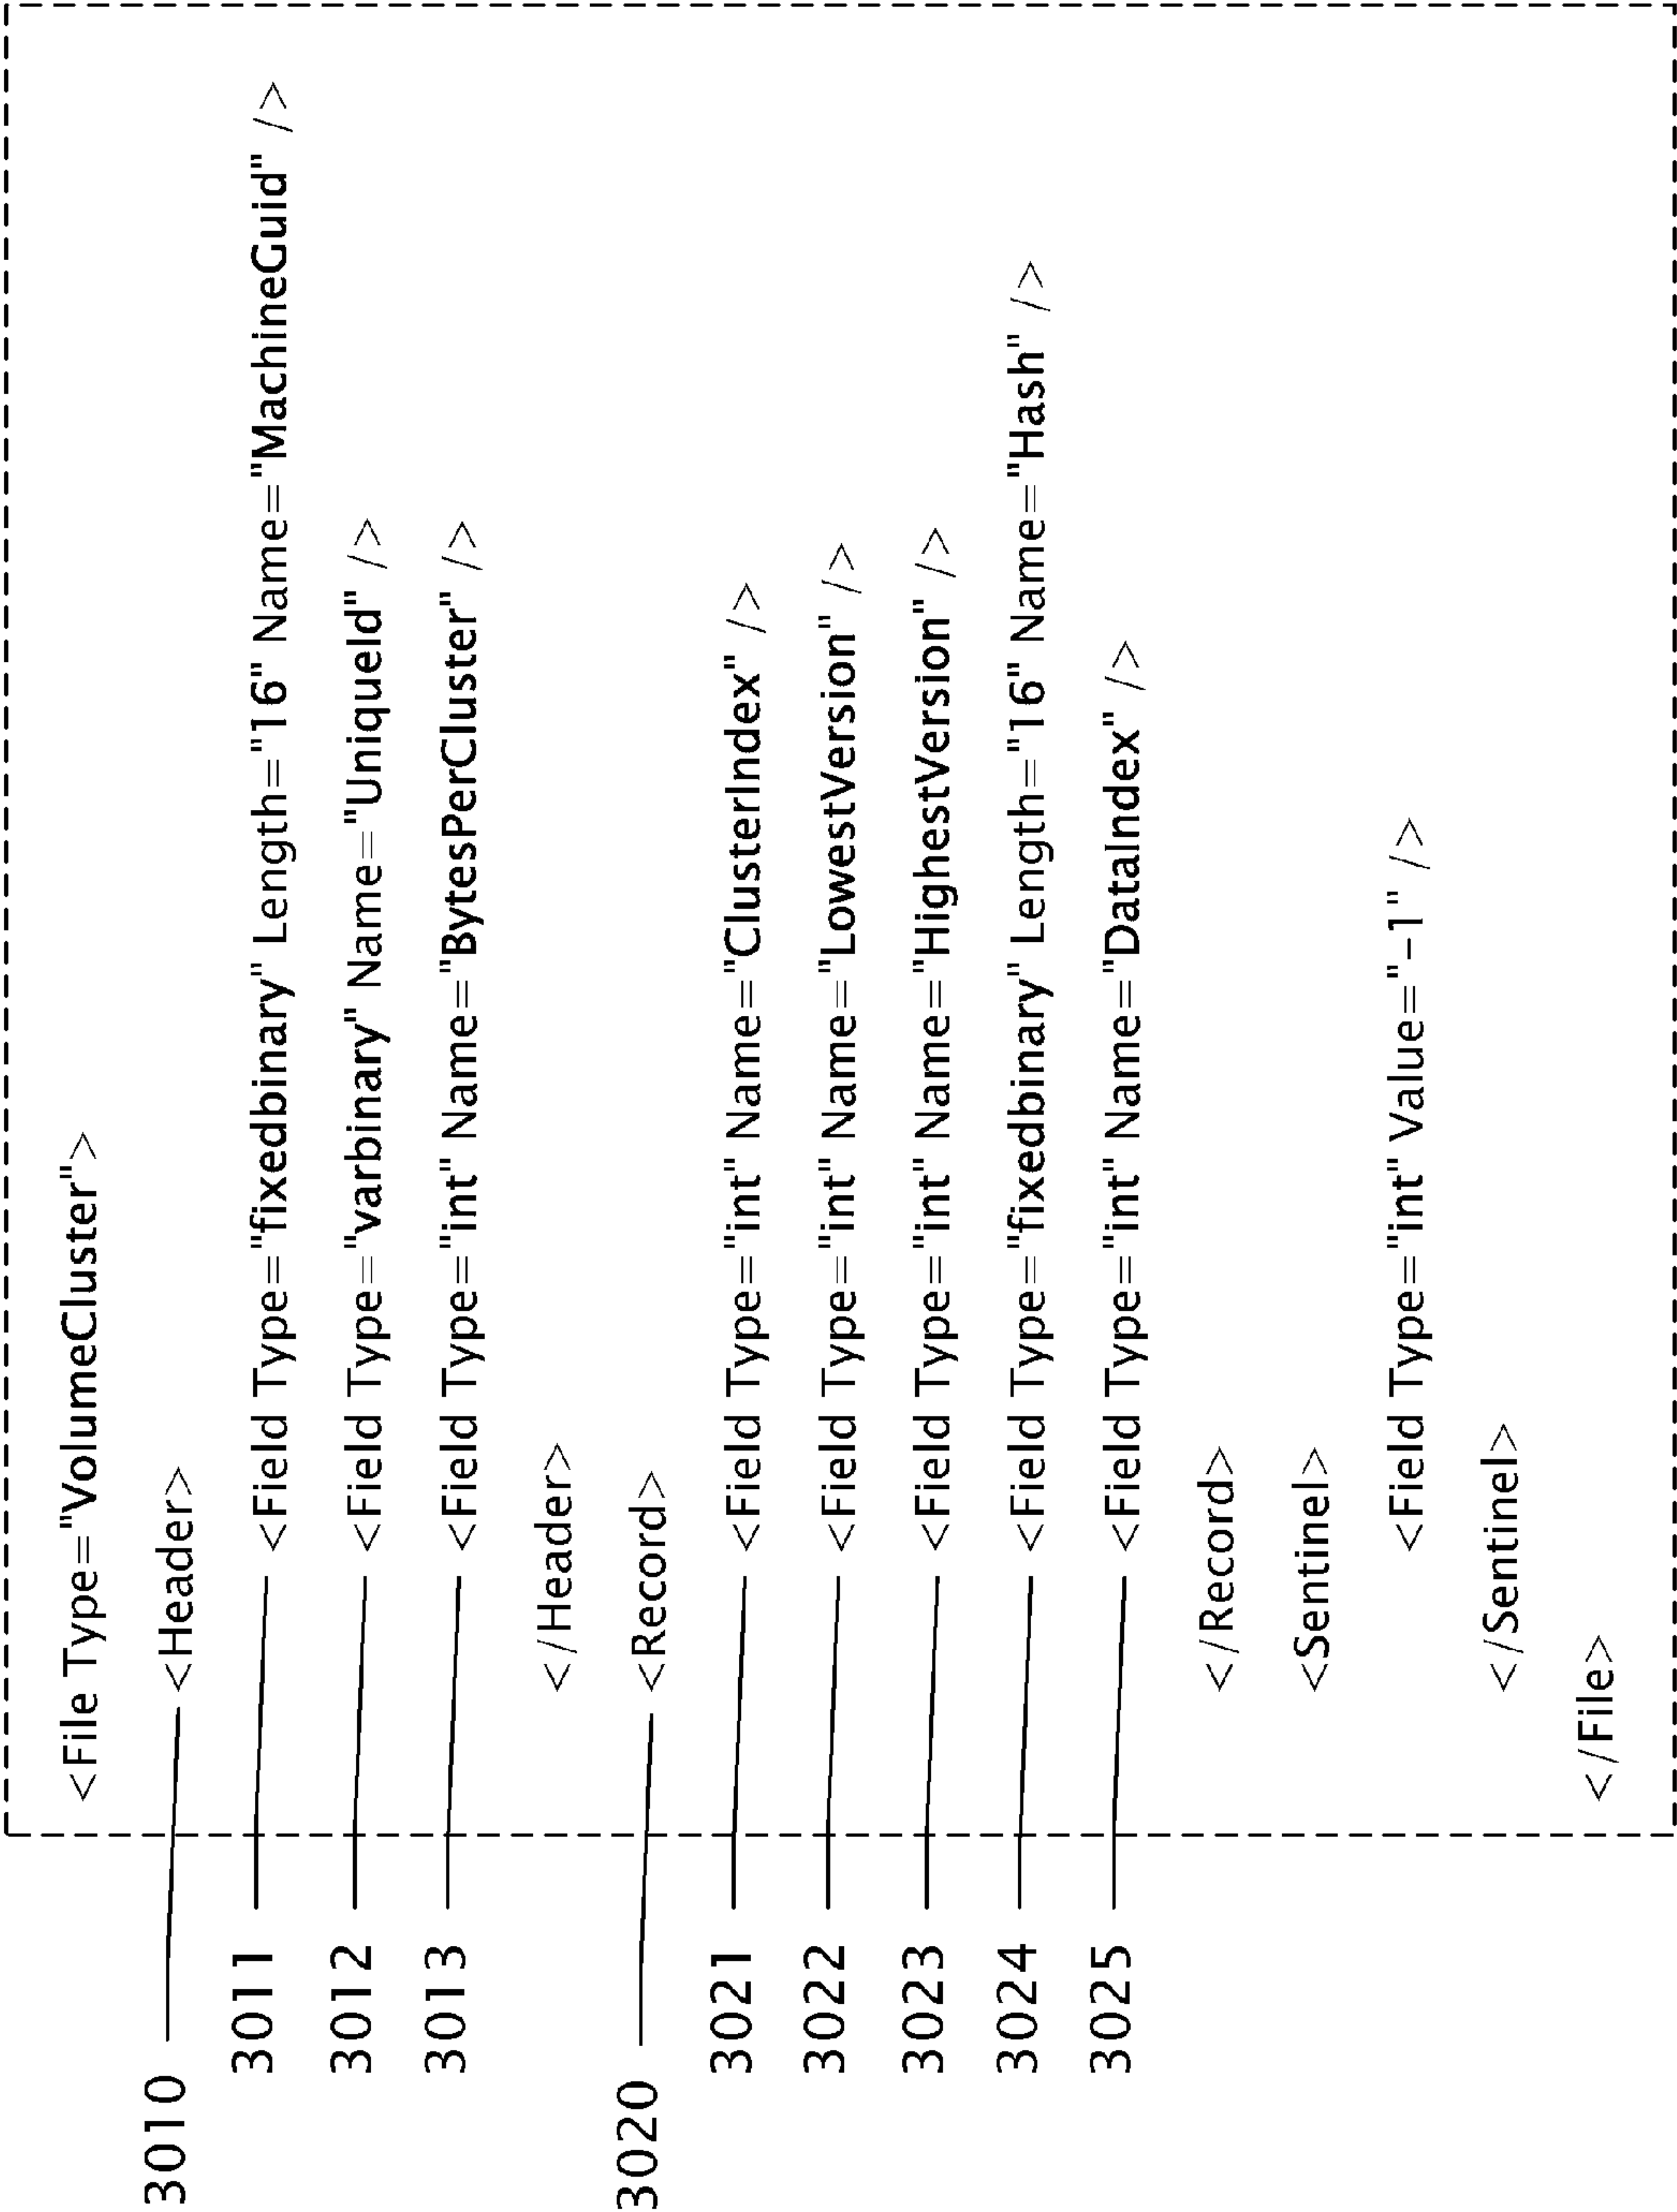 <File Type="VolumeCluster">
3010 <Header>
3011 <Field Type="fixedbinary" Length="16" Name="MachineGuid" />
3012 <Field Type="varbinary" Name="UniqueId" />
3013 <Field Type="int" Name="BytesPerCluster" />
</Header>
3020 <Record>
3021 <Field Type="int" Name="ClusterIndex" />
3022 <Field Type="int" Name="LowestVersion" />
3023 <Field Type="int" Name="HighestVersion" />
3024 <Field Type="fixedbinary" Length="16" Name="Hash" />
3025 <Field Type="int" Name="DataIndex" />
</Record>
<Sentinel>
<Field Type="int" Value="-1" />
</Sentinel>
</File>